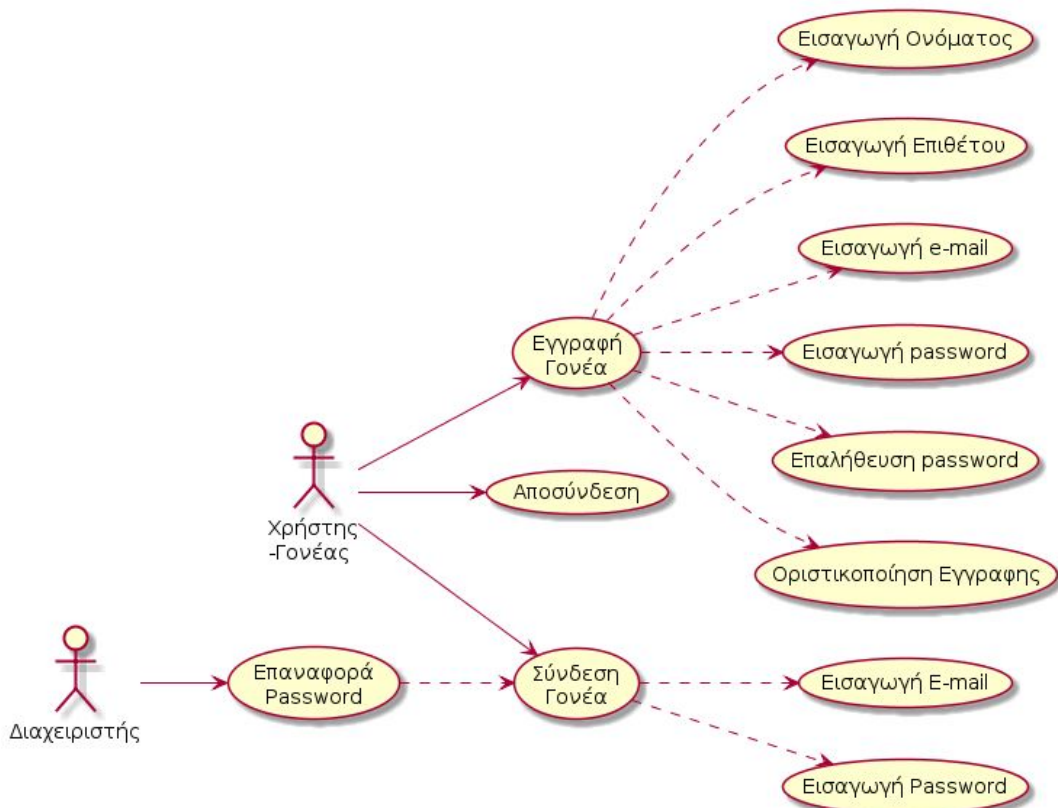 Εισαγωγή Ονόματος
Εισαγωγή Επιθέτου
Εισαγωγή e-mail
Εγγραφή
Γονέα
Εισαγωγή password
Επαλήθευση password
Αποσύνδεση
Χρήστης
-Γονέας
Οριστικοποίηση Εγγραφης
Διαχειριστής
Επαναφορά
Password
Σύνδεση
Γονέα
Εισαγωγή E-mail
Εισαγωγή Password